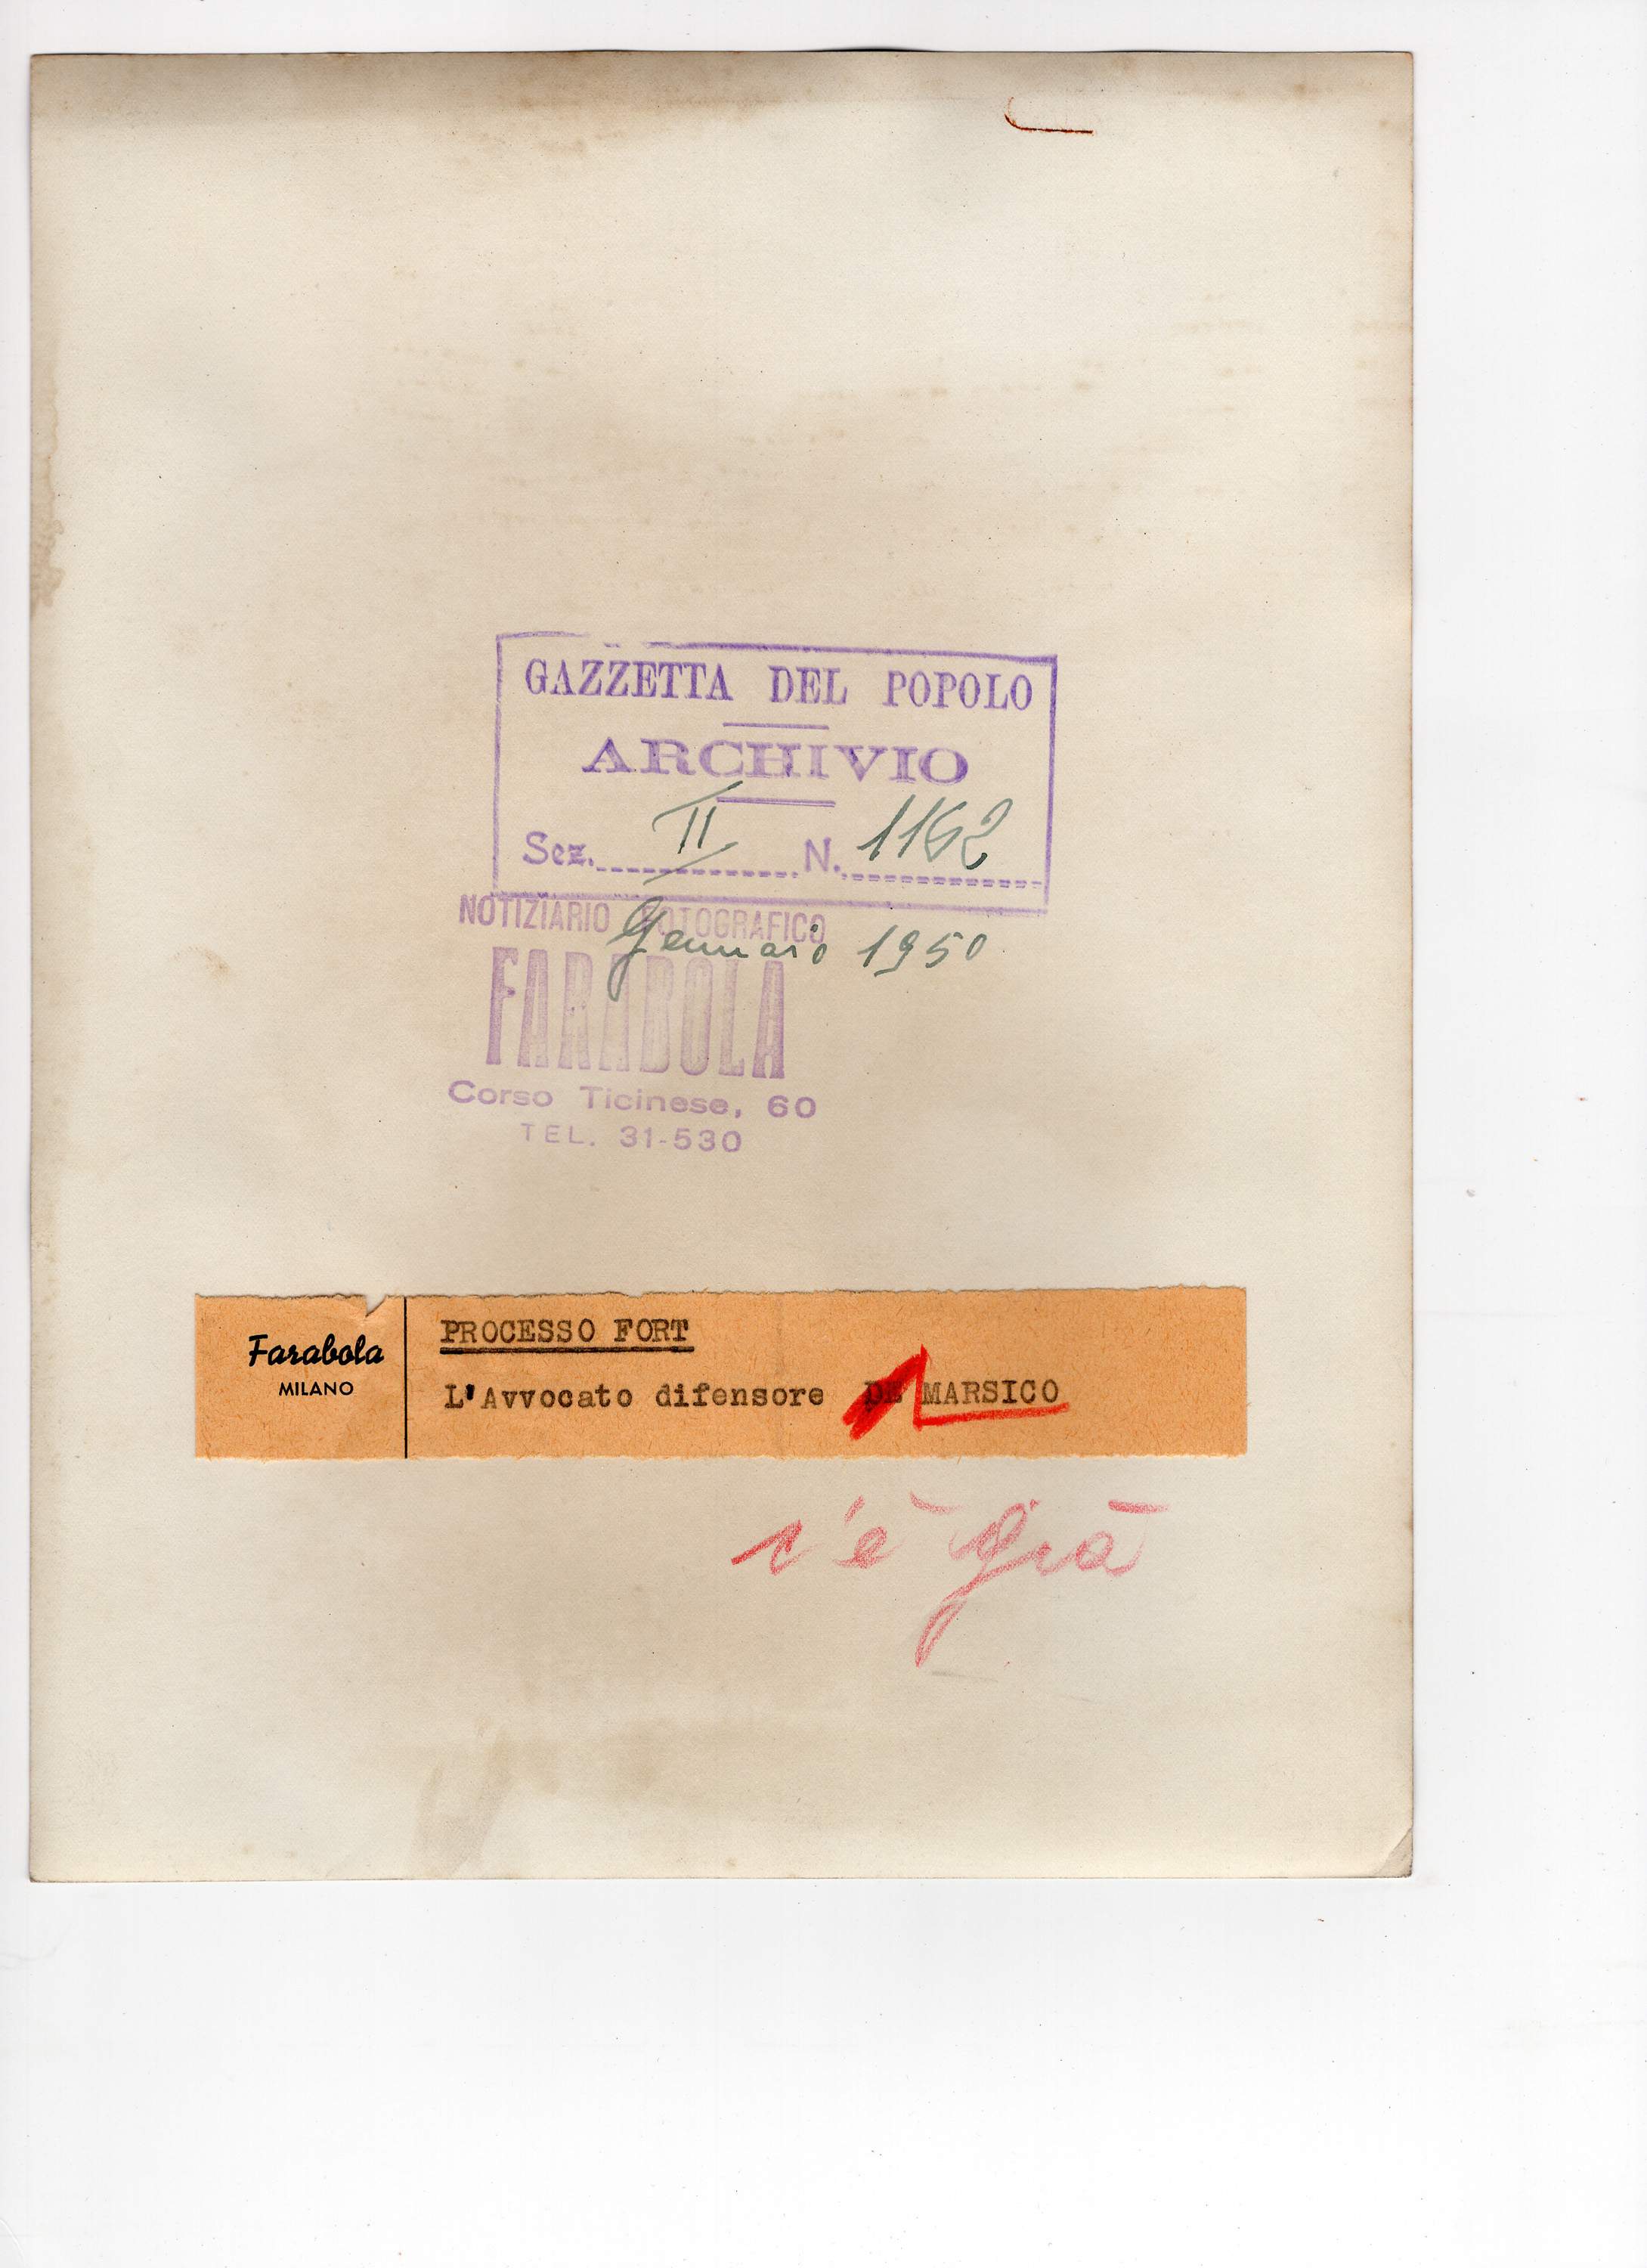 GAZZETTA DEL POPOLO
ARCHIVIO
Sez. II N. 1162
NOTIZIARIO FOTOGRAFICO
Gennaio 1950
FARABOLA
Corso Ticinese, 60
TEL. 31-530
Farabola
MILANO
PROCESSO FORT
L'Avvocato difensore DE MARSICO
c'è già